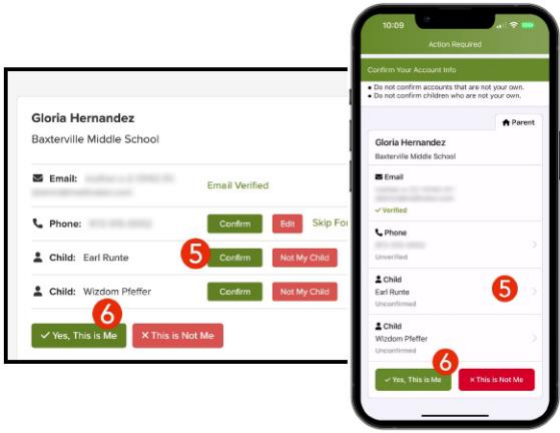 Gloria Hernandez
Baxterville Middle School
Email:
Email Verified
Phone:
Confirm
Edit
Skip For
Child: Earl Runte
5
Confirm
Not My Child
Child: Wizdom Pfeffer
Confirm
Not My Child
6
✓ Yes, This is Me
× This is Not Me
10:09
Action Required
Confirm Your Account Info
• Do not confirm accounts that are not your own.
• Do not confirm children who are not your own.
Parent
Gloria Hernandez
Baxterville Middle School
Email
✓ Verified
Phone
Unverified
Child
Earl Runte
5
Unconfirmed
Child
Wizdom Pfeffer
Unconfirmed
6
✓ Yes, This is Me
× This is Not Me